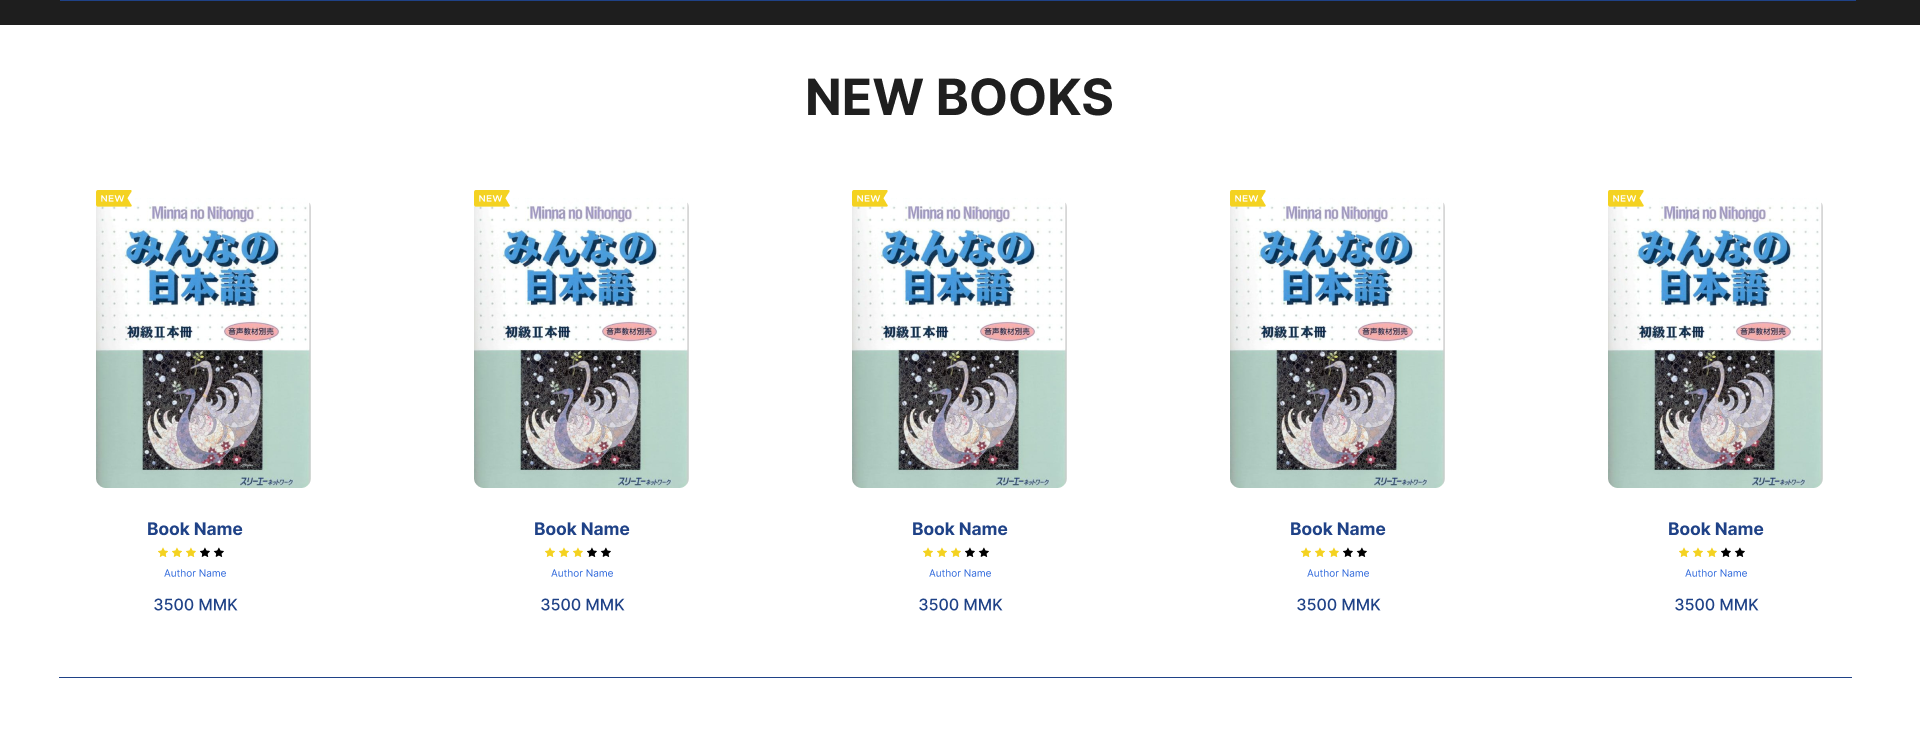 NEW BOOKS
NEW
Minna no Nihongo
みんなの
日本語
初級Ⅱ本冊
音声教材別売
スリーエーネットワーク
Book Name
Author Name
3500 MMK
NEW
Minna no Nihongo
みんなの
日本語
初級Ⅱ本冊
音声教材別売
スリーエーネットワーク
Book Name
Author Name
3500 MMK
NEW
Minna no Nihongo
みんなの
日本語
初級Ⅱ本冊
音声教材別売
スリーエーネットワーク
Book Name
Author Name
3500 MMK
NEW
Minna no Nihongo
みんなの
日本語
初級Ⅱ本冊
音声教材別売
スリーエーネットワーク
Book Name
Author Name
3500 MMK
NEW
Minna no Nihongo
みんなの
日本語
初級Ⅱ本冊
音声教材別売
スリーエーネットワーク
Book Name
Author Name
3500 MMK